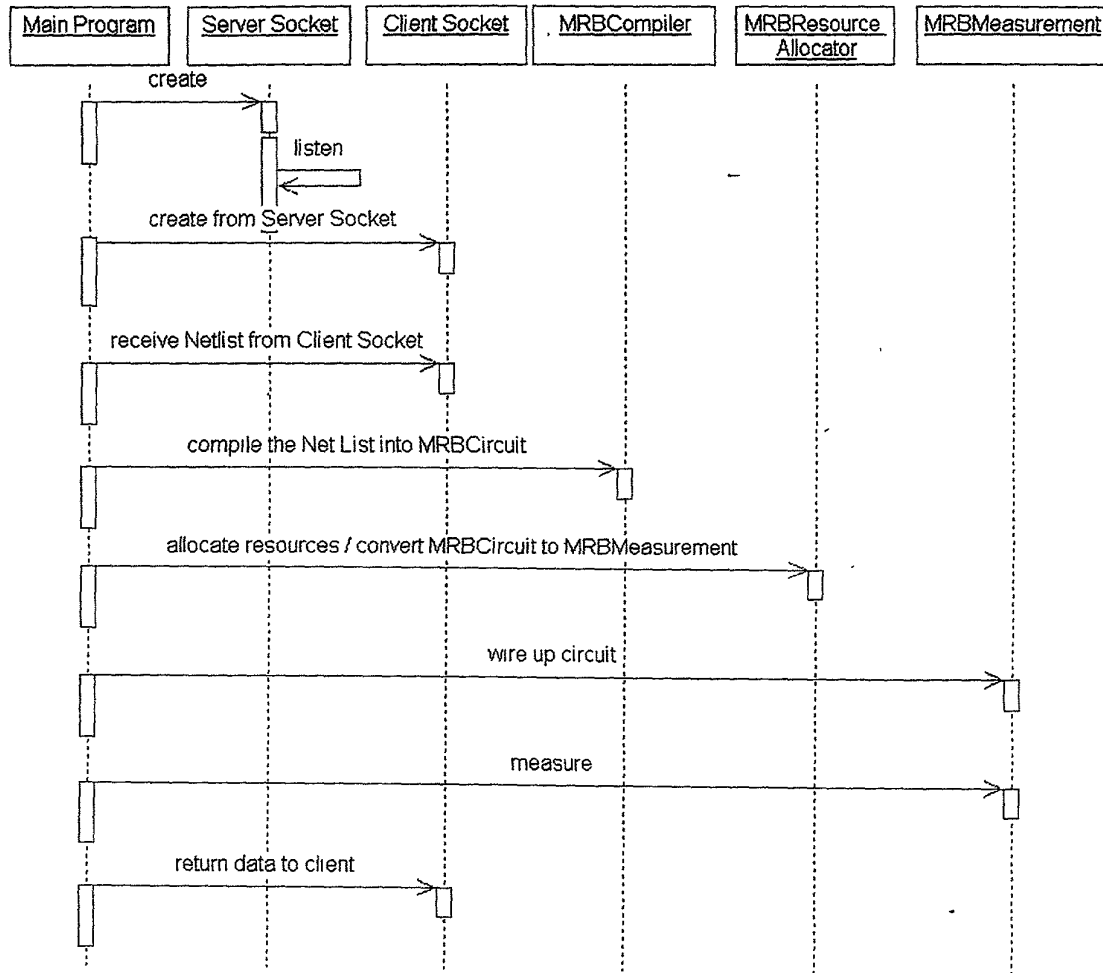 Main Program
Server Socket
Client Socket
MRBCompiler
MRBResource
Allocator
MRBMeasurement
create
listen
create from Server Socket
receive Netlist from Client Socket
compile the Net List into MRBCircuit
allocate resources / convert MRBCircuit to MRBMeasurement
wire up circuit
measure
return data to client